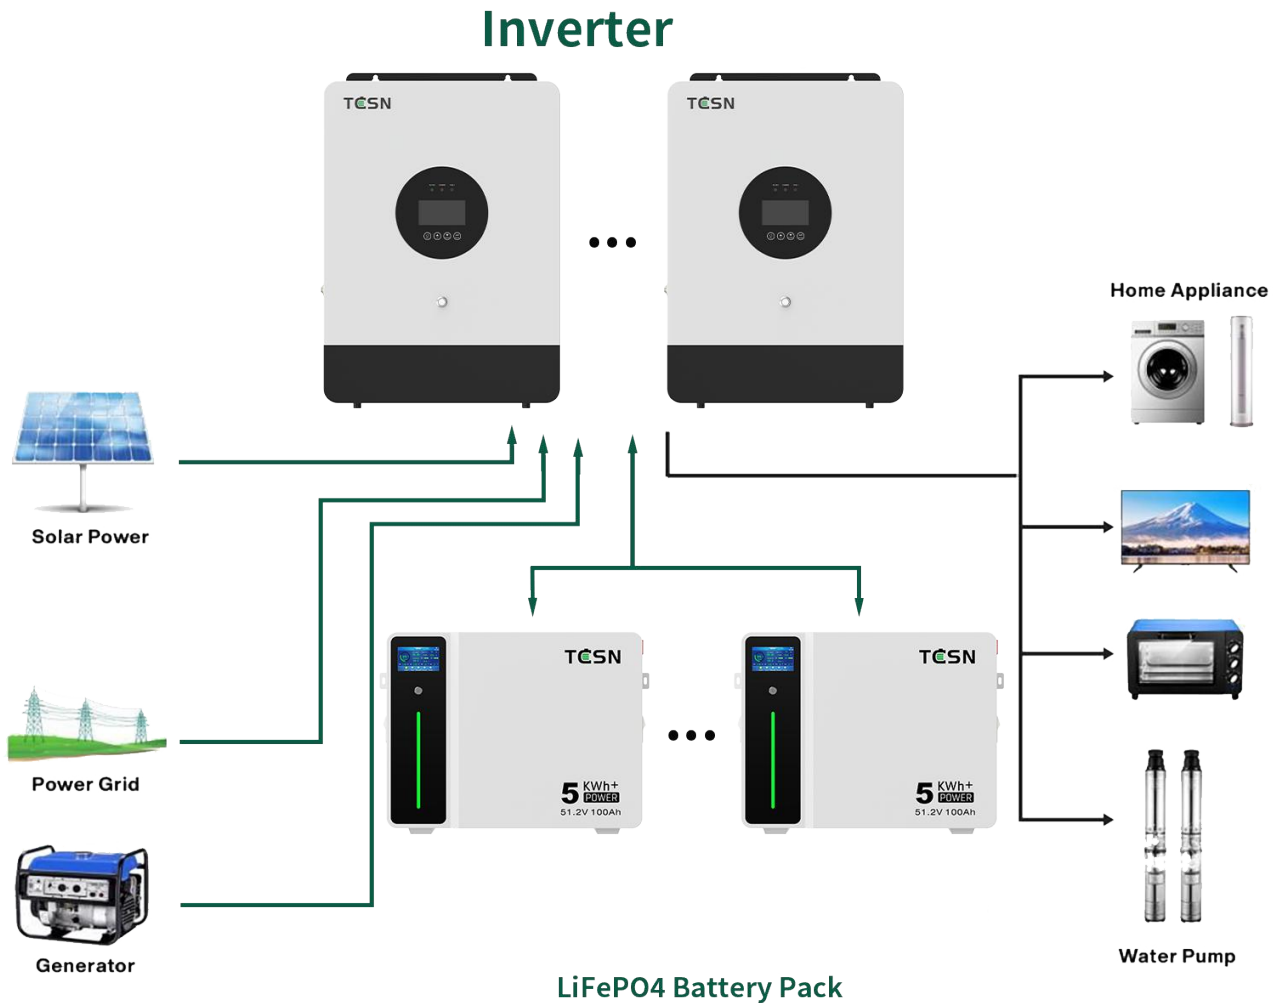 Inverter
TCSN
TCSN
Home Appliance
Solar Power
Power Grid
Generator
TCSN
5 KWh+
POWER
51.2V 100Ah
TCSN
5 KWh+
POWER
51.2V 100Ah
Water Pump
LiFePO4 Battery Pack